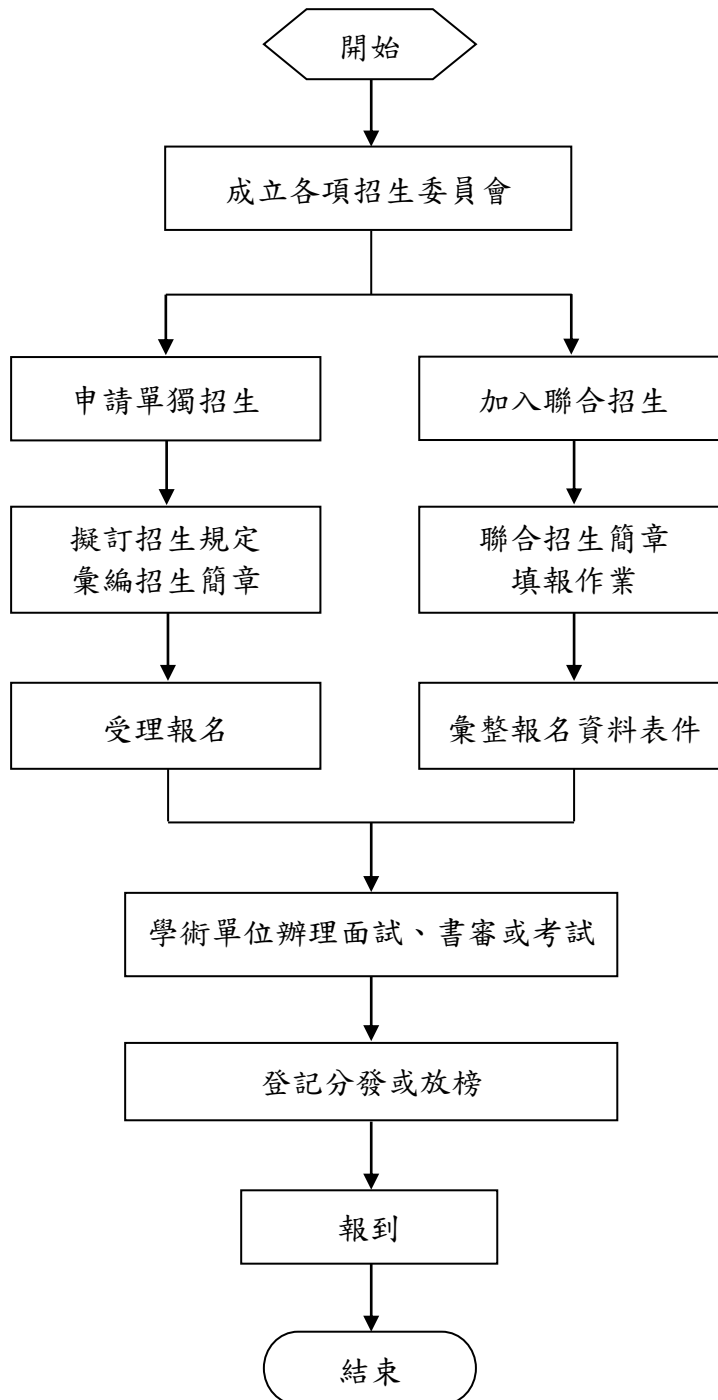 開始
成立各項招生委員會
申請單獨招生
加入聯合招生
擬訂招生規定
彙編招生簡章
聯合招生簡章
填報作業
受理報名
彙整報名資料表件
學術單位辦理面試、書審或考試
登記分發或放榜
報到
結束